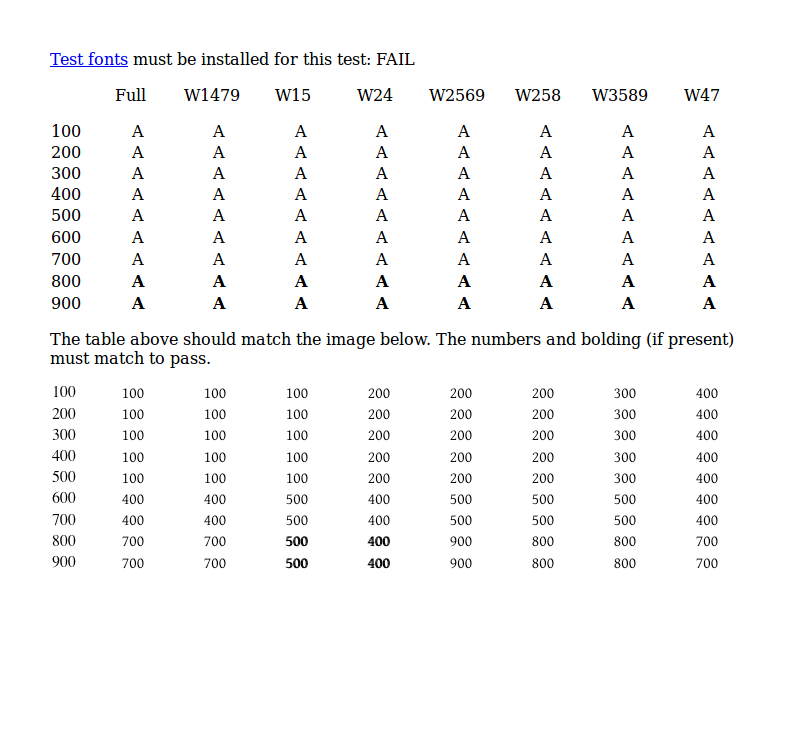 Test fonts must be installed for this test: FAIL
Full W1479 W15 W24 W2569 W258 W3589 W47
100 A A A A A A A A
200 A A A A A A A A
300 A A A A A A A A
400 A A A A A A A A
500 A A A A A A A A
600 A A A A A A A A
700 A A A A A A A A
800 A A A A A A A A
900 A A A A A A A A
The table above should match the image below. The numbers and bolding (if present)
must match to pass.
100 100 100 100 200 200 200 300 400
200 100 100 100 200 200 200 300 400
300 100 100 100 200 200 200 300 400
400 100 100 100 200 200 200 300 400
500 100 100 100 200 200 200 300 400
600 400 400 500 400 500 500 500 400
700 400 400 500 400 500 500 500 400
800 700 700 500 400 900 800 800 700
900 700 700 500 400 900 800 800 700